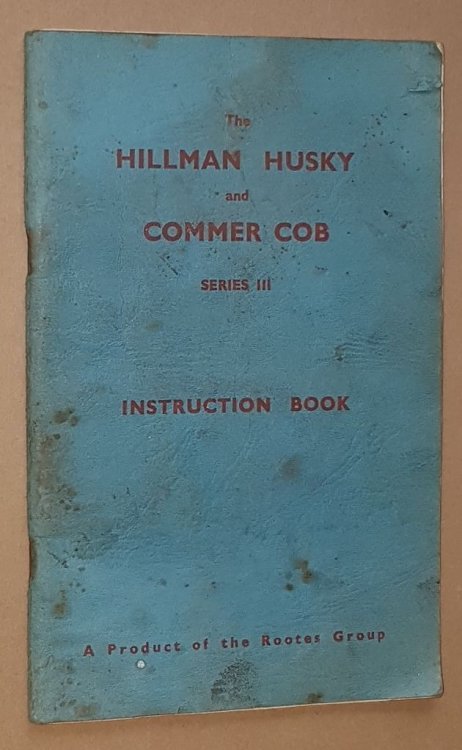 The
HILLMAN HUSKY
and
COMMER COB
SERIES III
INSTRUCTION BOOK
A Product of the Rootes Group